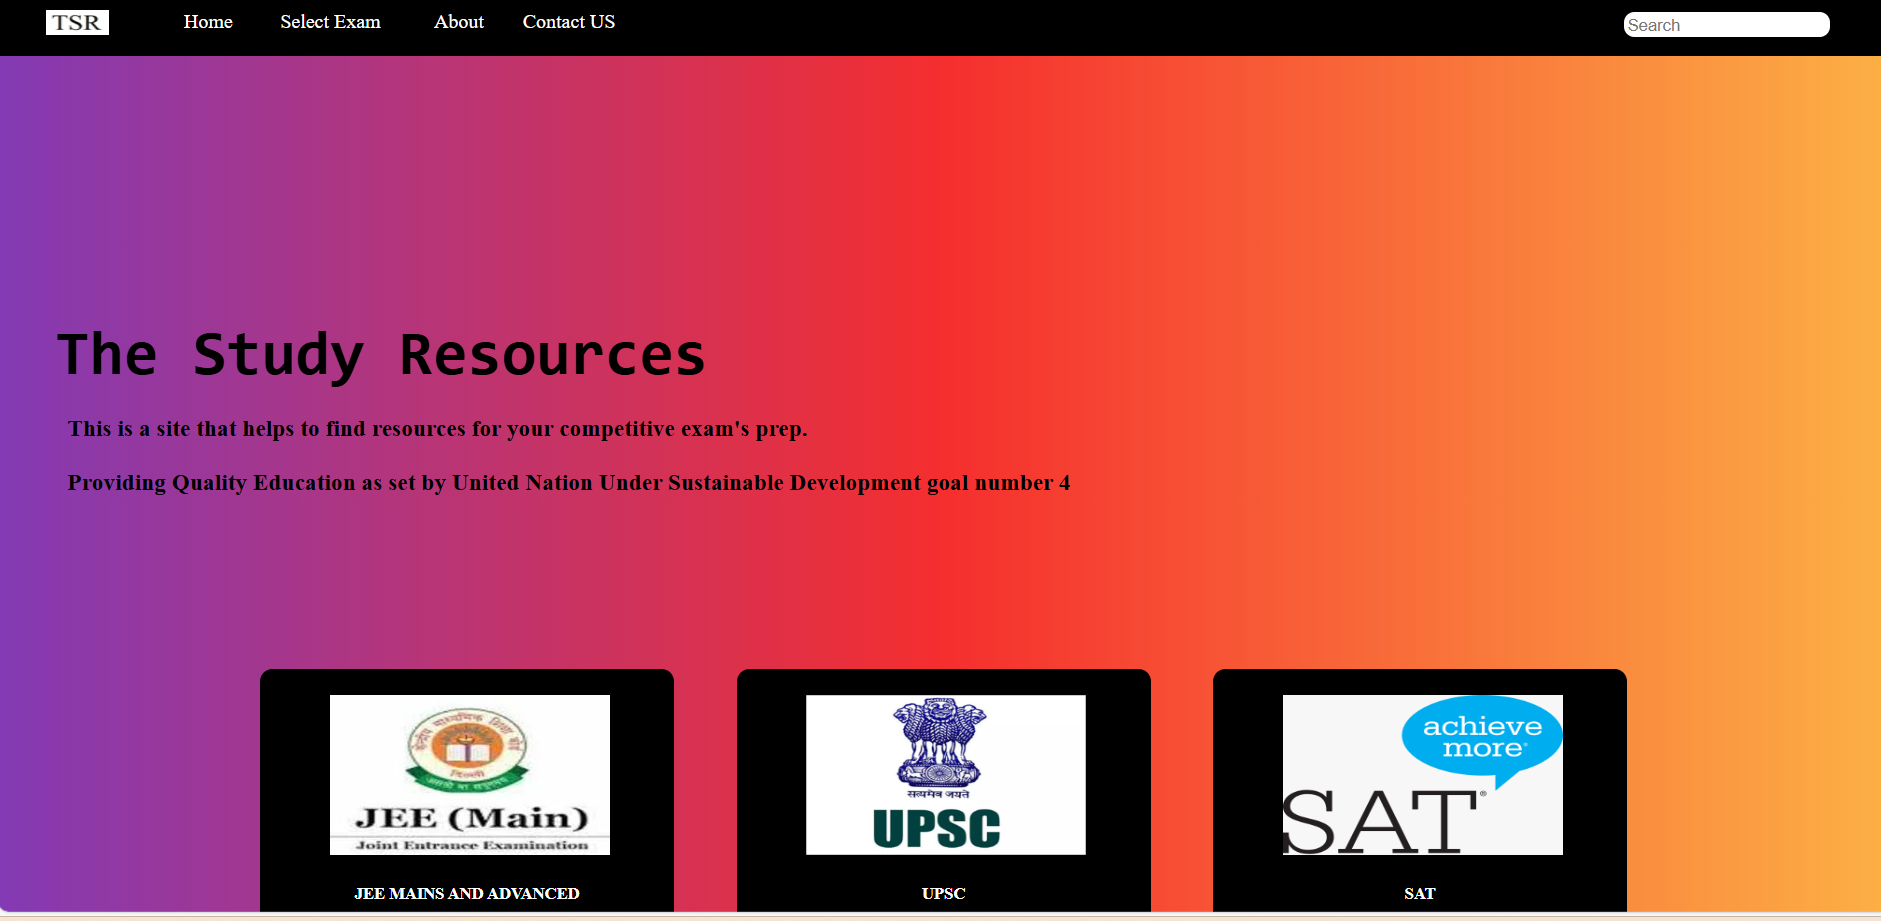 TSR Home Select Exam About Contact US Search
The Study Resources
This is a site that helps to find resources for your competitive exam's prep.
Providing Quality Education as set by United Nation Under Sustainable Development goal number 4
JEE (Main)
Joint Entrance Examination
JEE MAINS AND ADVANCED
सत्यमेव जयते
UPSC
UPSC
achieve
more®
SAT®
SAT